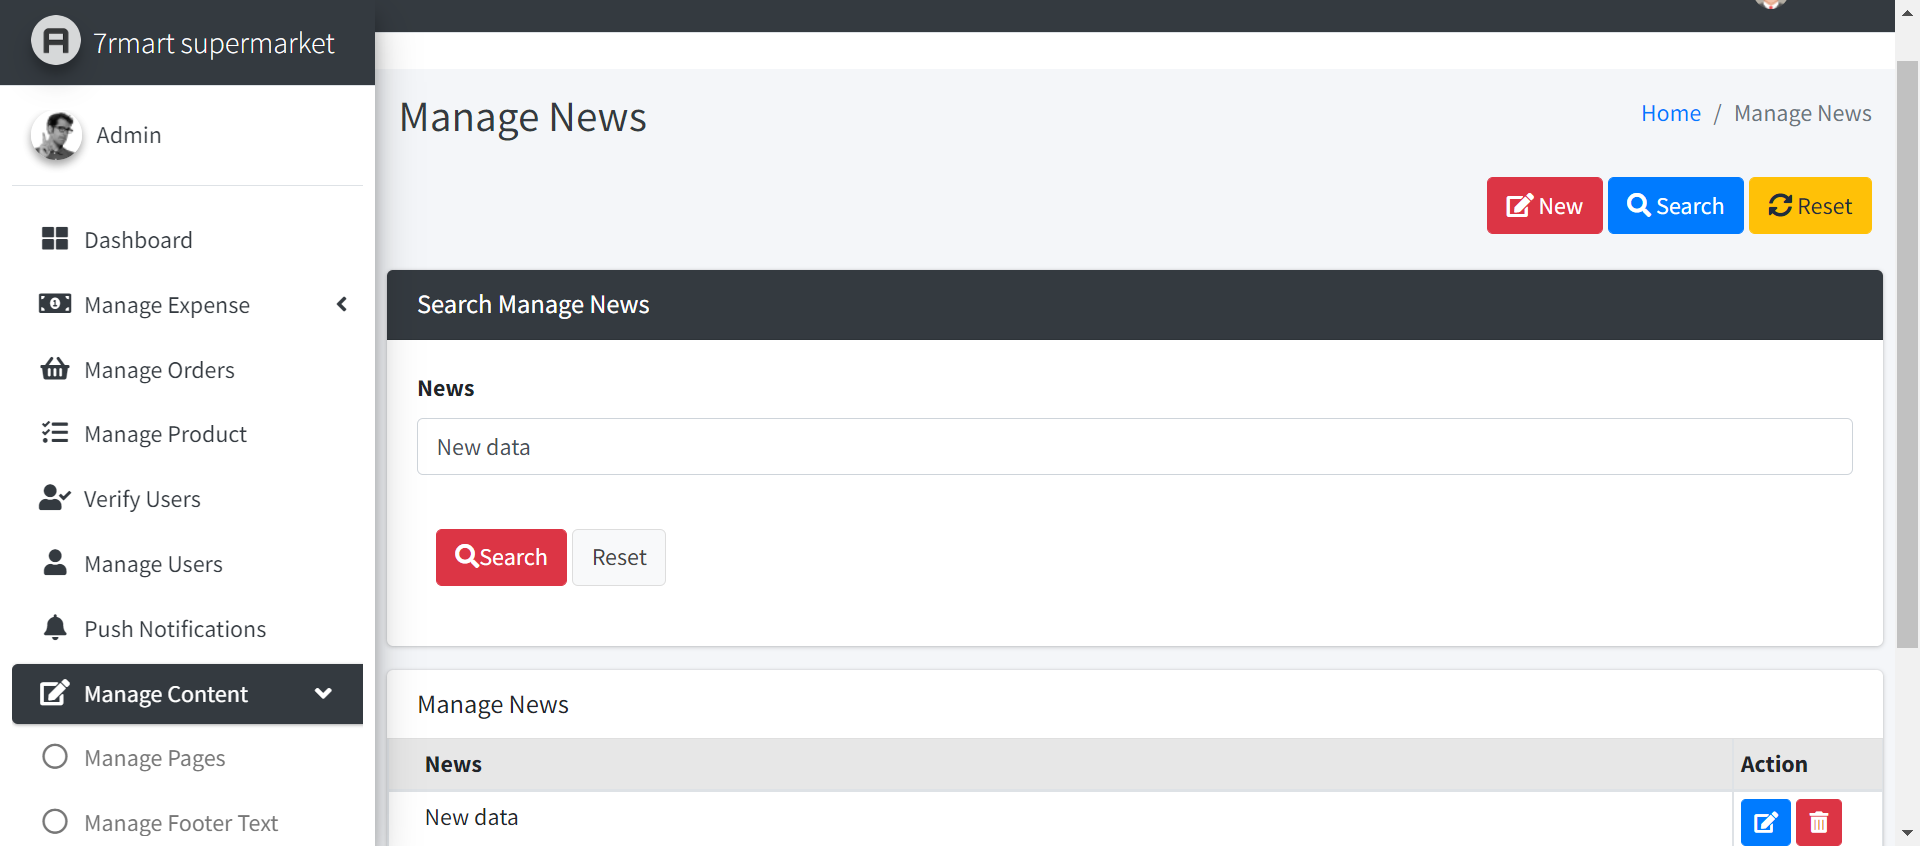 7rmart supermarket
Admin
Dashboard
Manage Expense
Manage Orders
Manage Product
Verify Users
Manage Users
Push Notifications
Manage Content
Manage Pages
Manage Footer Text
Manage News
Home / Manage News
New Search Reset
Search Manage News
News
New data
Search Reset
Manage News
News Action
New data